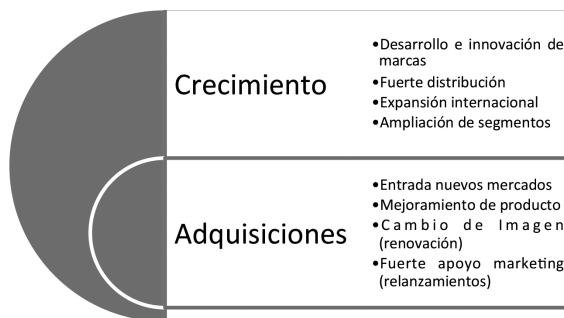 Crecimiento
•Desarrollo e innovación de
marcas
•Fuerte distribución
•Expansión internacional
•Ampliación de segmentos
Adquisiciones
•Entrada nuevos mercados
•Mejoramiento de producto
•Cambio de Imagen
(renovación)
•Fuerte apoyo marketing
(relanzamientos)